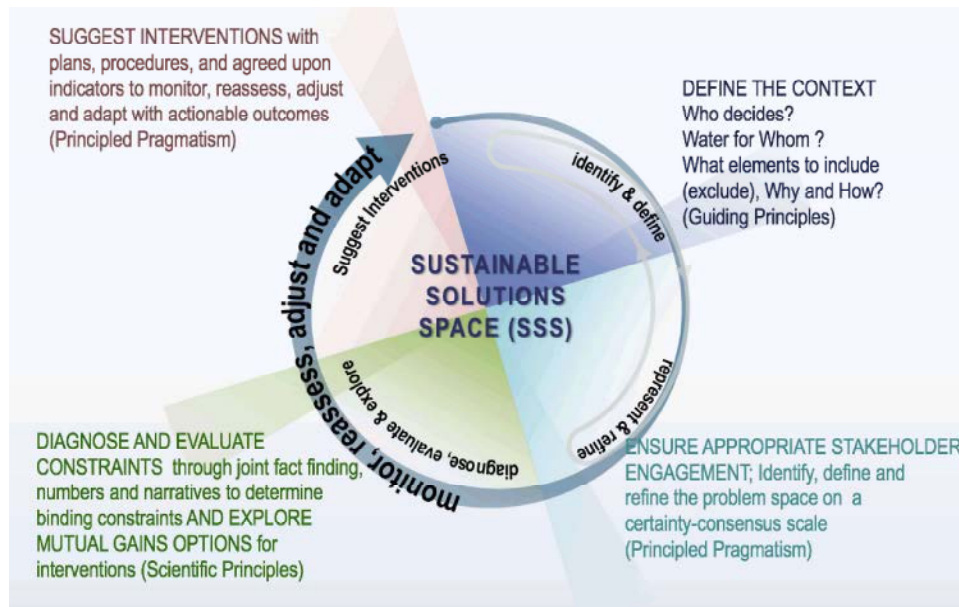 SUGGEST INTERVENTIONS with
plans, procedures, and agreed upon
indicators to monitor, reassess, adjust
and adapt with actionable outcomes
(Principled Pragmatism)
DEFINE THE CONTEXT
Who decides?
Water for Whom ?
What elements to include
(exclude), Why and How?
(Guiding Principles)
monitor, reassess, adjust and adapt
Suggest Interventions
identify & define
SUSTAINABLE
SOLUTIONS
SPACE (SSS)
diagnose, evaluate & explore
represent & refine
DIAGNOSE AND EVALUATE
CONSTRAINTS through joint fact finding,
numbers and narratives to determine
binding constraints AND EXPLORE
MUTUAL GAINS OPTIONS for
interventions (Scientific Principles)
ENSURE APPROPRIATE STAKEHOLDER
ENGAGEMENT; Identify, define and
refine the problem space on a
certainty-consensus scale
(Principled Pragmatism)